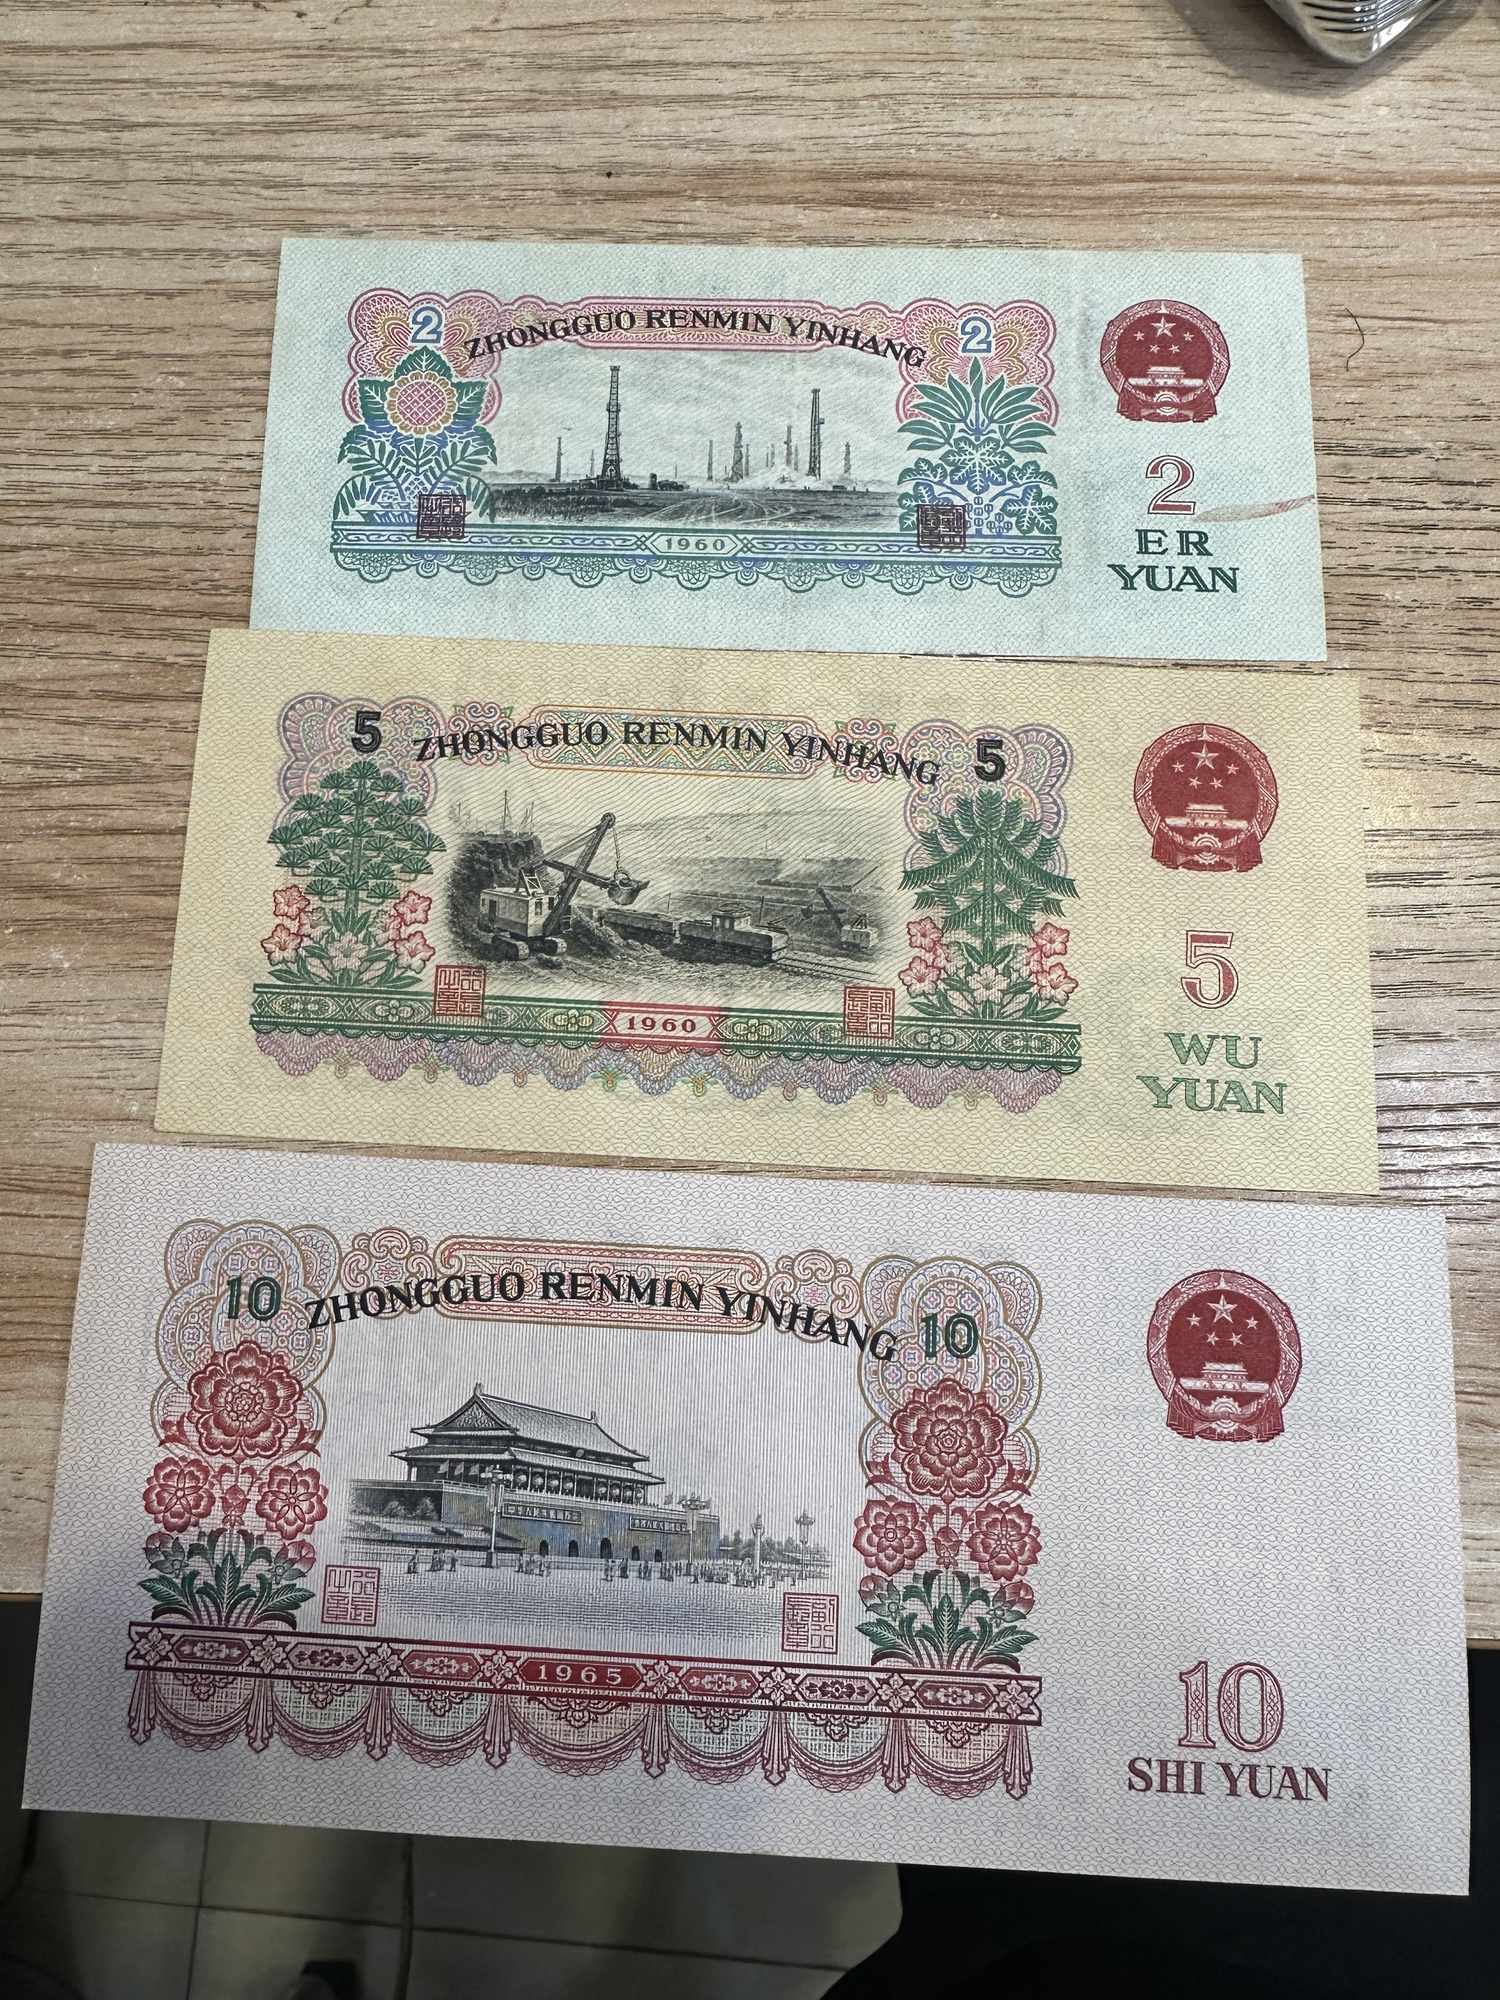 2 ZHONGGUO RENMIN YINHANG 2
2
ER
YUAN
1960
5 ZHONGGUO RENMIN YINHANG 5
5
WU
YUAN
1960
10 ZHONGGUO RENMIN YINHANG 10
1965
10
SHI YUAN